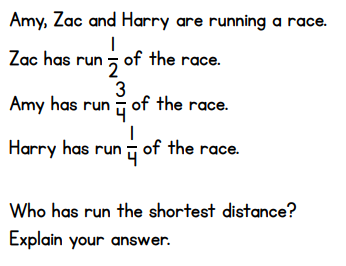 Amy, Zac and Harry are running a race.
Zac has run 1/2 of the race.
Amy has run 3/4 of the race.
Harry has run 1/4 of the race.
Who has run the shortest distance?
Explain your answer.